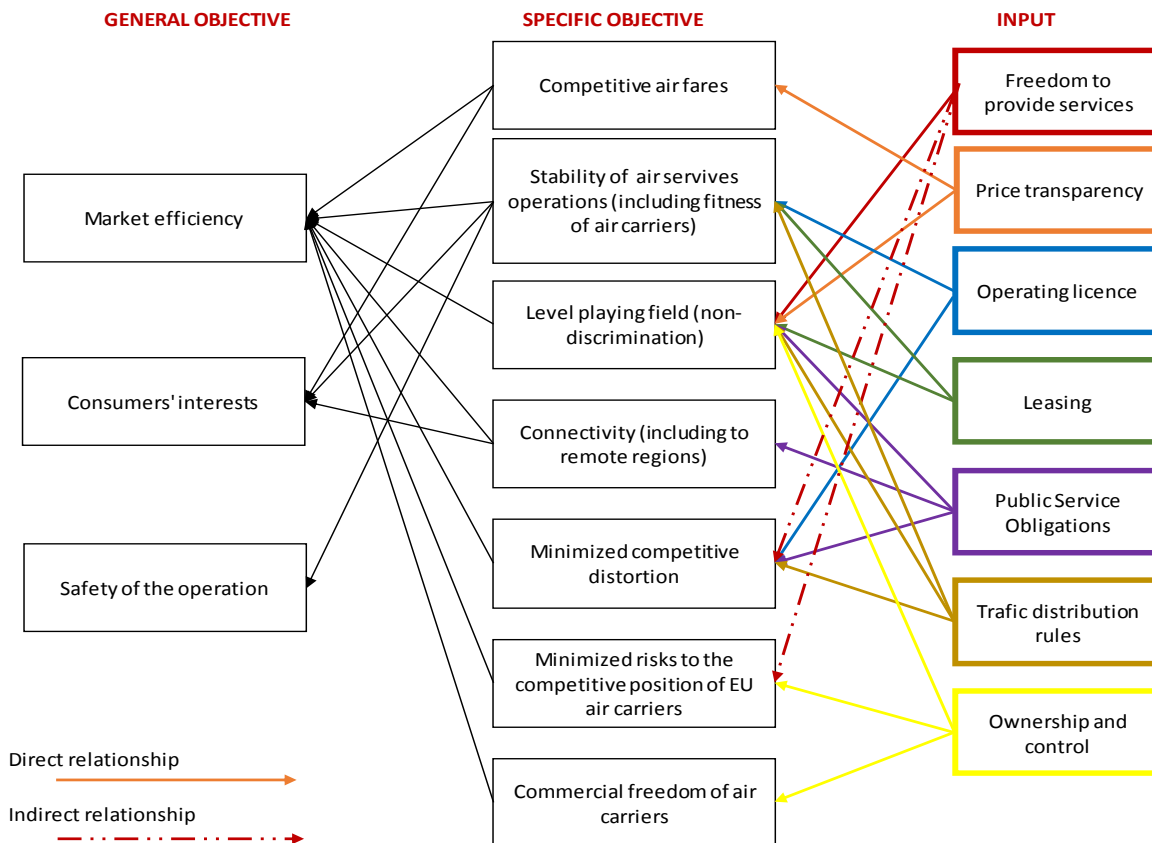 GENERAL OBJECTIVE
SPECIFIC OBJECTIVE
INPUT
Market efficiency
Consumers' interests
Safety of the operation
Competitive air fares
Stability of air servives
operations (including fitness
of air carriers)
Level playing field (non-
discrimination)
Connectivity (including to
remote regions)
Minimized competitive
distortion
Minimized risks to the
competitive position of EU
air carriers
Commercial freedom of air
carriers
Freedom to
provide services
Price transparency
Operating licence
Leasing
Public Service
Obligations
Trafic distribution
rules
Ownership and
control
Direct relationship
Indirect relationship